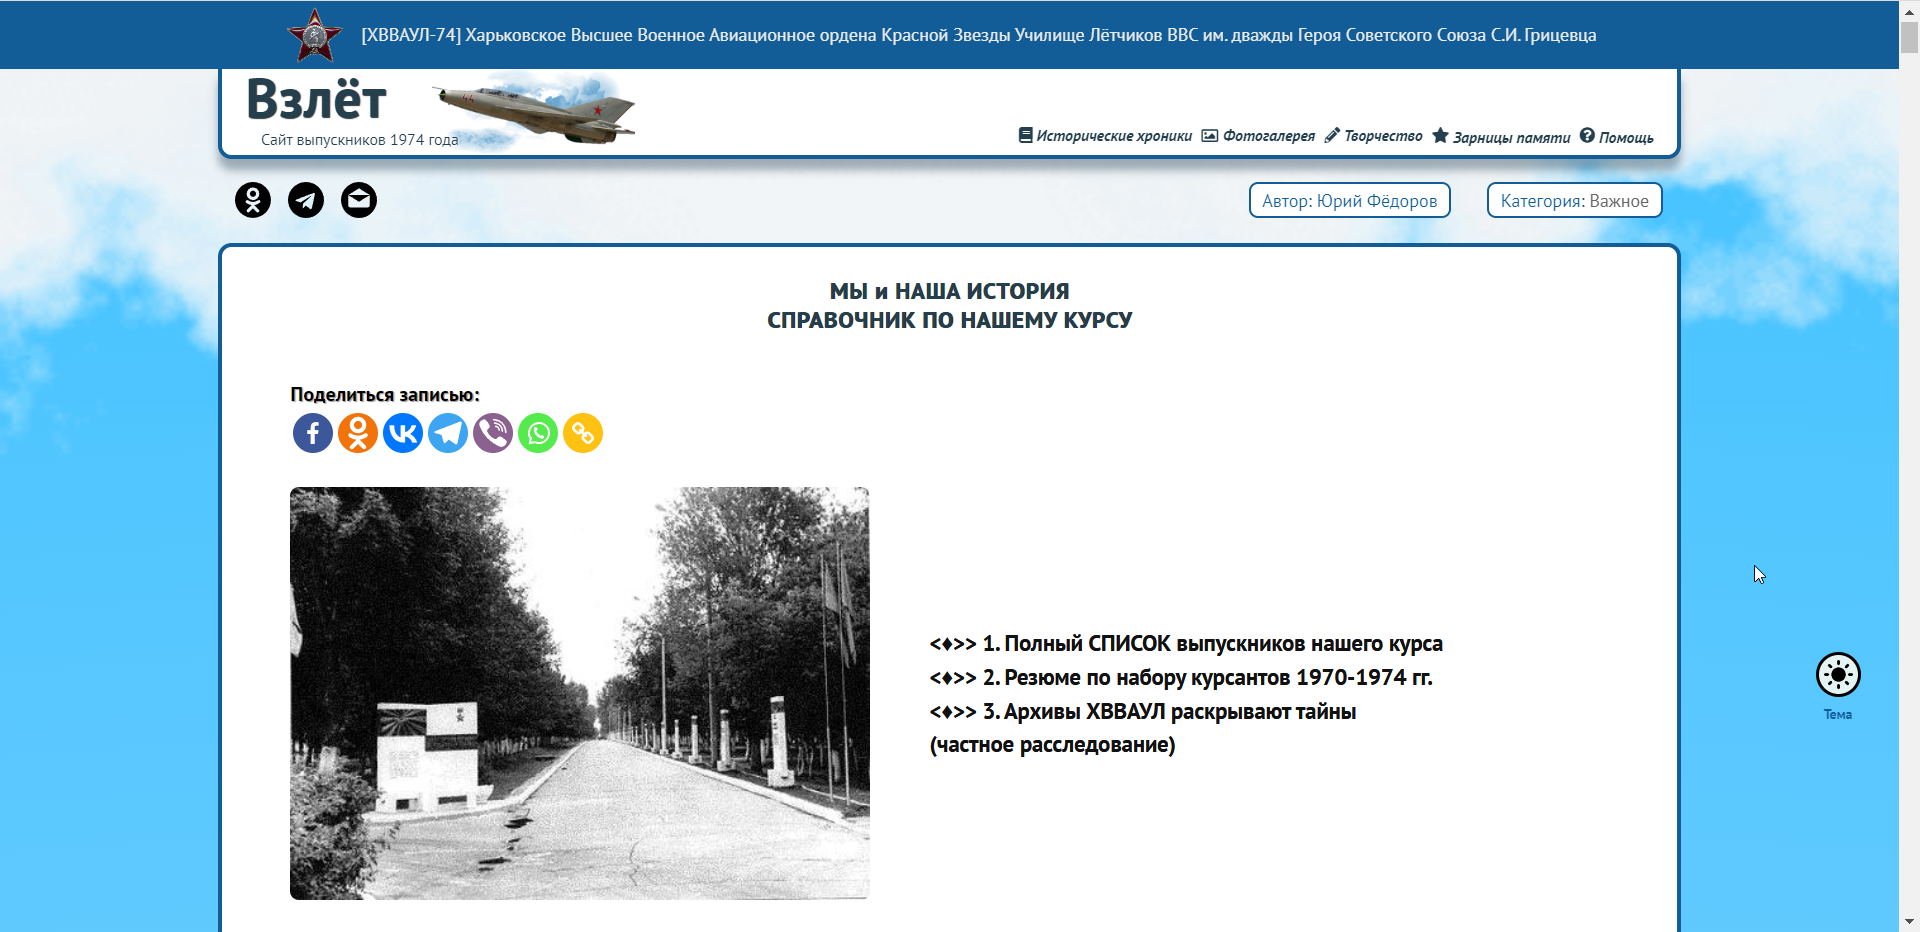 [ХВВАУЛ-74] Харьковское Высшее Военное Авиационное ордена Красной Звезды Училище Лётчиков ВВС им. дважды Героя Советского Союза С.И. Грицевца
Взлёт
44
Сайт выпускников 1974 года
Исторические хроники Фотогалерея Творчество Зарницы памяти Помощь
Автор: Юрий Фёдоров
Категория: Важное
МЫ и НАША ИСТОРИЯ
СПРАВОЧНИК ПО НАШЕМУ КУРСУ
Поделиться записью:
<♦>> 1. Полный СПИСОК выпускников нашего курса
<♦>> 2. Резюме по набору курсантов 1970-1974 гг.
<♦>> 3. Архивы ХВВАУЛ раскрывают тайны
(частное расследование)
Тема